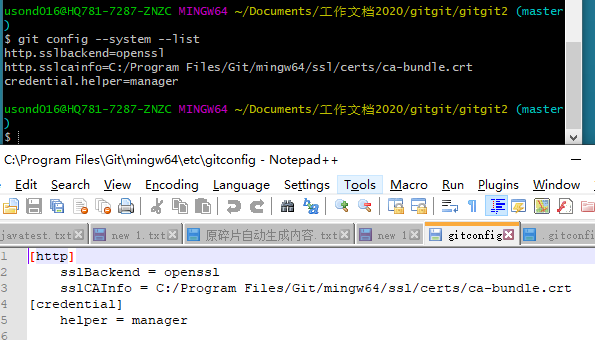 usond016@HQ781-7287-ZNZC MINGW64 ~/Documents/工作文档2020/gitgit/gitgit2 (master
)
$ git config --system --list
http.sslbackend=openssl
http.sslcainfo=C:/Program Files/Git/mingw64/ssl/certs/ca-bundle.crt
credential.helper=manager
usond016@HQ781-7287-ZNZC MINGW64 ~/Documents/工作文档2020/gitgit/gitgit2 (master
)
$
C:\Program Files\Git\mingw64\etc\gitconfig - Notepad++
Edit Search View Encoding Language Settings Tools Macro Run Plugins Window
javatest.txt new 1.txt 原碎片自动生成内容.txt new 1 gitconfig .gitconfig
1 [http]
2 sslBackend = openssl
3 sslCAInfo = C:/Program Files/Git/mingw64/ssl/certs/ca-bundle.crt
4 [credential]
5 helper = manager
6